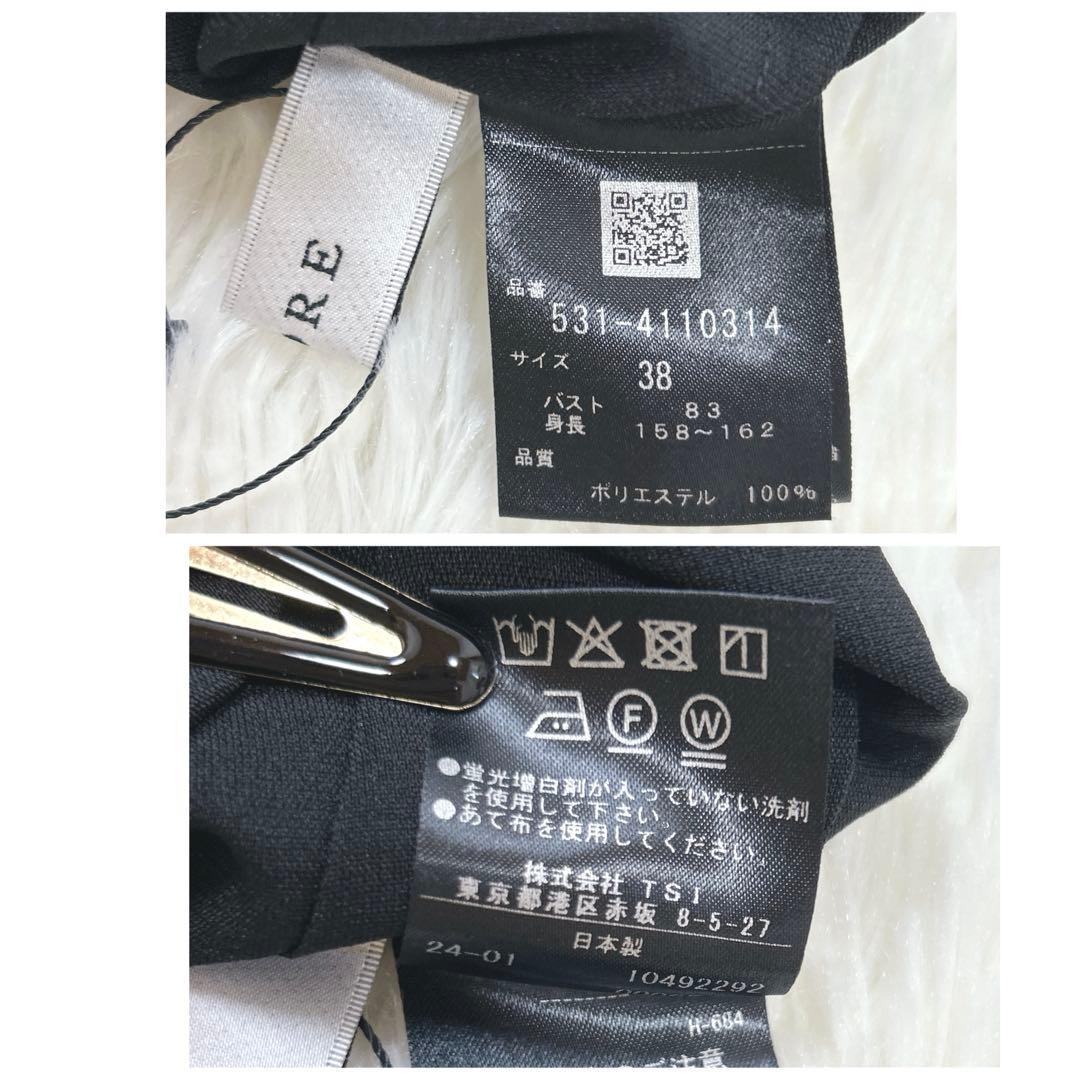 ORE
品番
531-4110314
サイズ
38
バスト 83
身長 158～162
品質
ポリエステル 100%
F W
●蛍光増白剤が入っていない洗剤
を使用して下さい。
●あて布を使用してください。
株式会社 TSI
東京都港区赤坂 8-5-27
日本製
24-01
10492292
H-684
ご注意